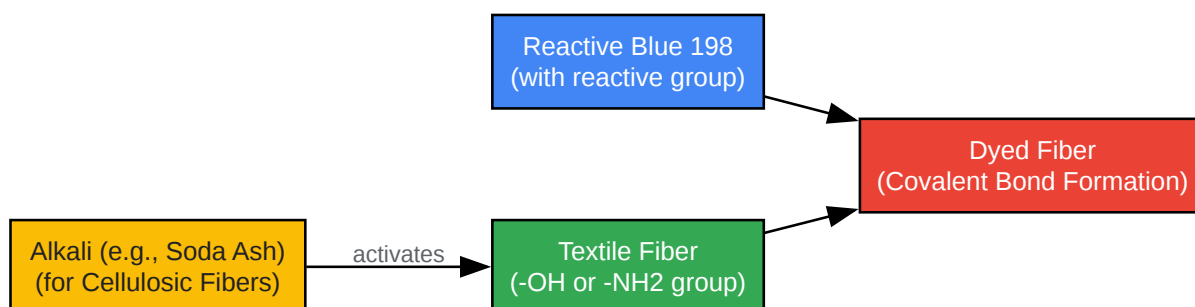 Reactive Blue 198
(with reactive group)
Dyed Fiber
(Covalent Bond Formation)
Alkali (e.g., Soda Ash)
(for Cellulosic Fibers)
activates
Textile Fiber
(-OH or -NH2 group)